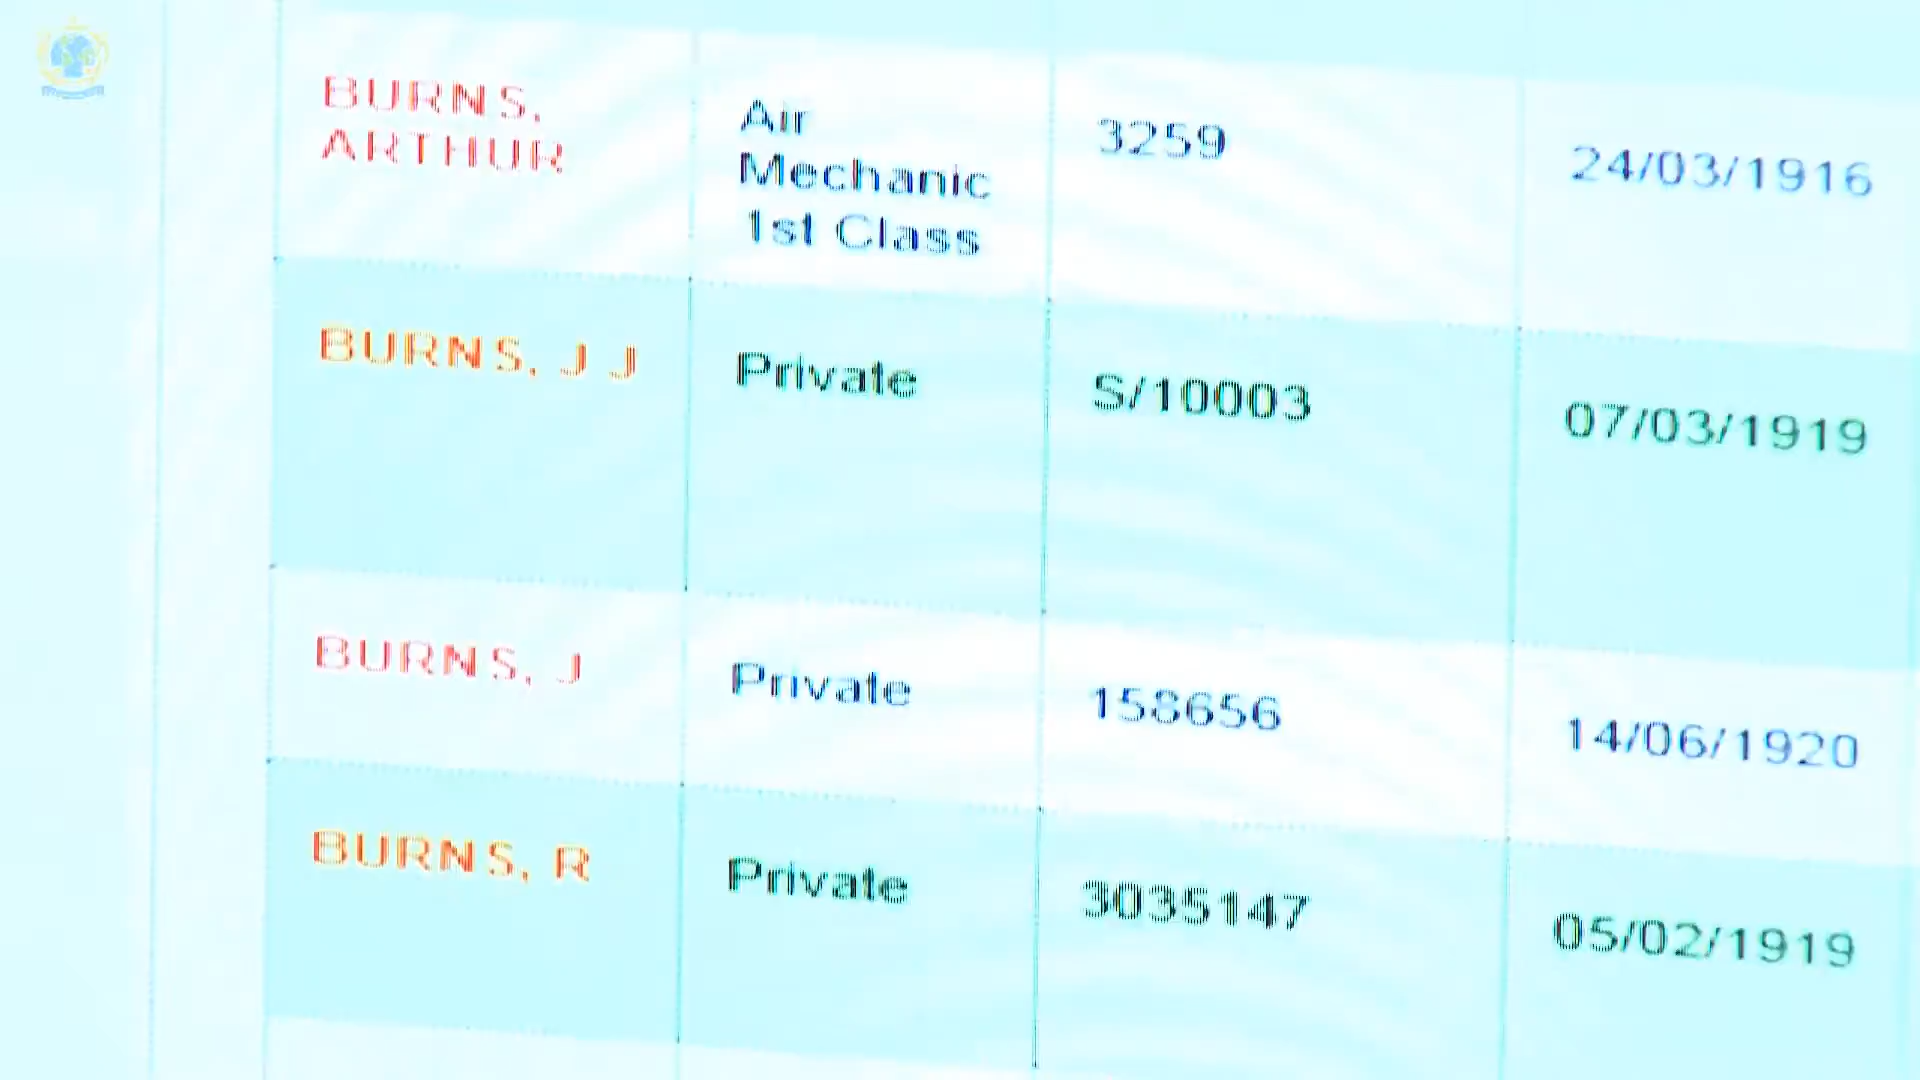 BURNS,
ARTHUR
Air
Mechanic
1st Class
3259
24/03/1916
BURNS, J J
Private
S/10003
07/03/1919
BURNS, J
Private
158656
14/06/1920
BURNS, R
Private
3035147
05/02/1919